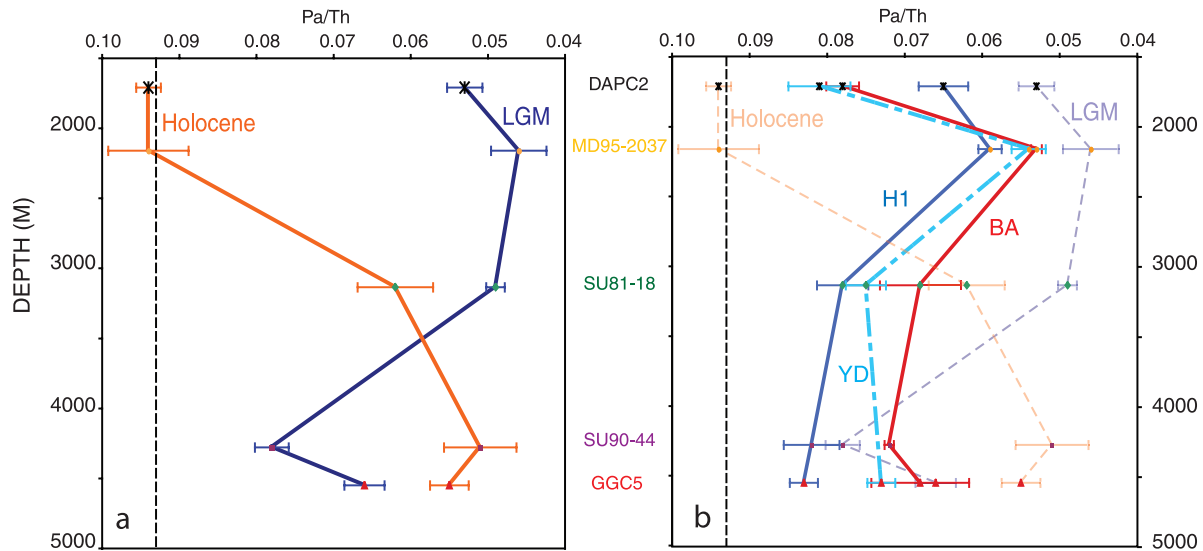 Pa/Th
0.10 0.09 0.08 0.07 0.06 0.05 0.04
Pa/Th
0.10 0.09 0.08 0.07 0.06 0.05 0.04
DEPTH (M)
2000
3000
4000
5000
Holocene
LGM
a
DAPC2
MD95-2037
SU81-18
SU90-44
GGC5
Holocene
LGM
H1
BA
YD
b
2000
3000
4000
5000